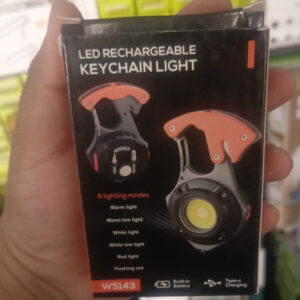 LED RECHARGEABLE
KEYCHAIN LIGHT
6 lighting modes
Warm light
Warm low light
White light
White low light
Red light
Flashing red
W5143
Built-in
Battery
Type-c
Charging